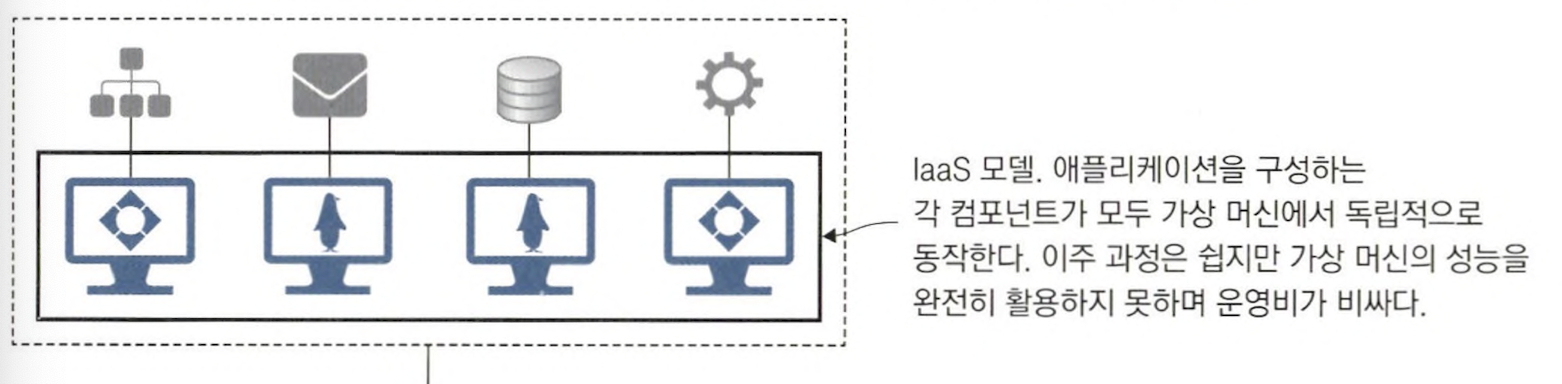 IaaS 모델. 애플리케이션을 구성하는
각 컴포넌트가 모두 가상 머신에서 독립적으로
동작한다. 이주 과정은 쉽지만 가상 머신의 성능을
완전히 활용하지 못하며 운영비가 비싸다.